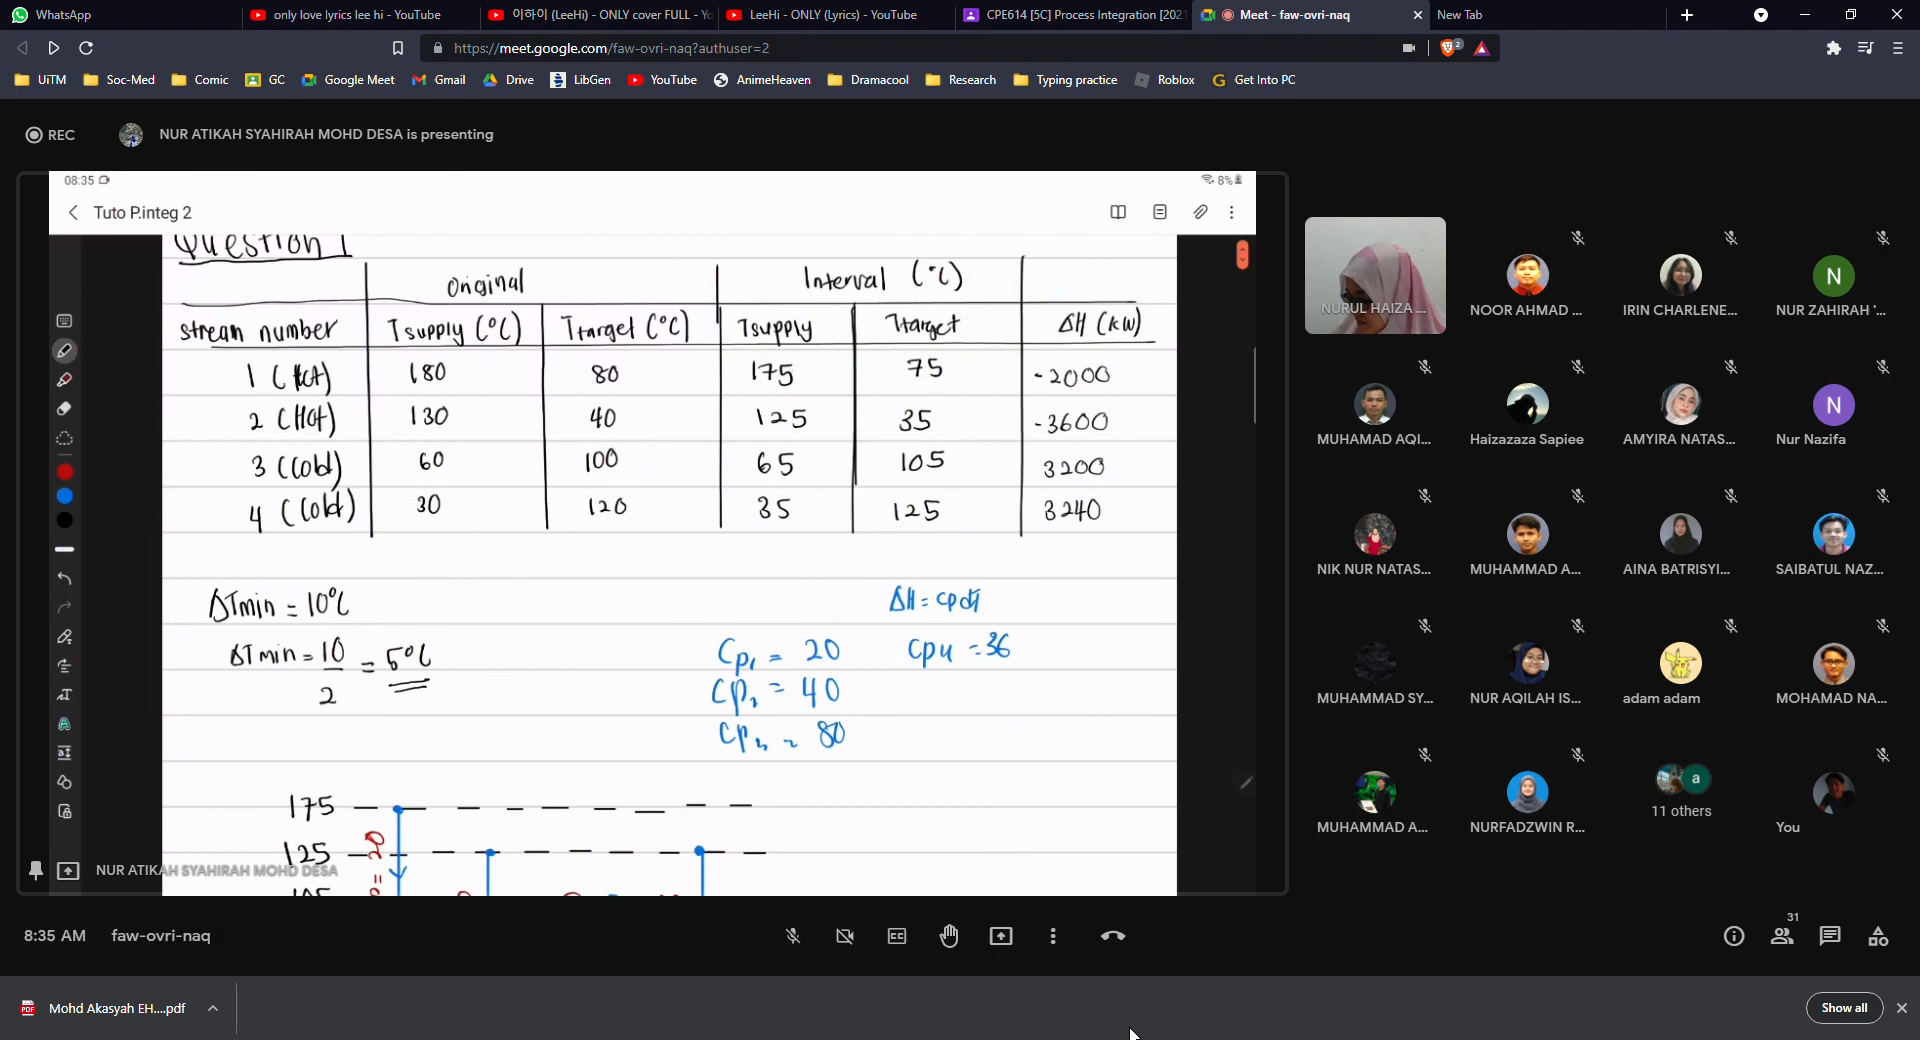 WhatsApp
only love lyrics lee hi - YouTube
이하이 (LeeHi) - ONLY cover FULL - Yo
LeeHi - ONLY (Lyrics) - YouTube
CPE614 [5C] Process Integration [2021
Meet - faw-ovri-naq
New Tab
https://meet.google.com/faw-ovri-naq?authuser=2
2
UiTM
Soc-Med
Comic
GC
Google Meet
Gmail
Drive
LibGen
YouTube
AnimeHeaven
Dramacool
Research
Typing practice
Roblox
Get Into PC
REC
NUR ATIKAH SYAHIRAH MOHD DESA is presenting
08:35
8%
Tuto P.integ 2
Question 1
Original
Interval (°C)
stream number
Tsupply (°C)
Ttarget (°C)
Tsupply
Ttarget
ΔH (kW)
1 (Hot) 180 80 175 75 -2000
2 (Hot) 130 40 125 35 -3600
3 (Cold) 60 100 65 105 3200
4 (Cold) 30 120 35 125 3240
ΔTmin = 10°C
ΔTmin = 10/2 = 5°C
ΔH = cpdt
Cp1 = 20
Cp4 = 36
Cp2 = 40
Cp3 = 80
175
125
105
= 20
NUR ATIKAH SYAHIRAH MOHD DESA
NURUL HAIZA ...
NOOR AHMAD ...
IRIN CHARLENE...
N
NUR ZAHIRAH '...
MUHAMAD AQI...
Haizazaza Sapiee
AMYIRA NATAS...
N
Nur Nazifa
NIK NUR NATAS...
MUHAMMAD A...
AINA BATRISYI...
SAIBATUL NAZ...
MUHAMMAD SY...
NUR AQILAH IS...
adam adam
MOHAMAD NA...
MUHAMMAD A...
NURFADZWIN R...
a
11 others
You
8:35 AM
faw-ovri-naq
31
PDF
Mohd Akasyah EH....pdf
Show all